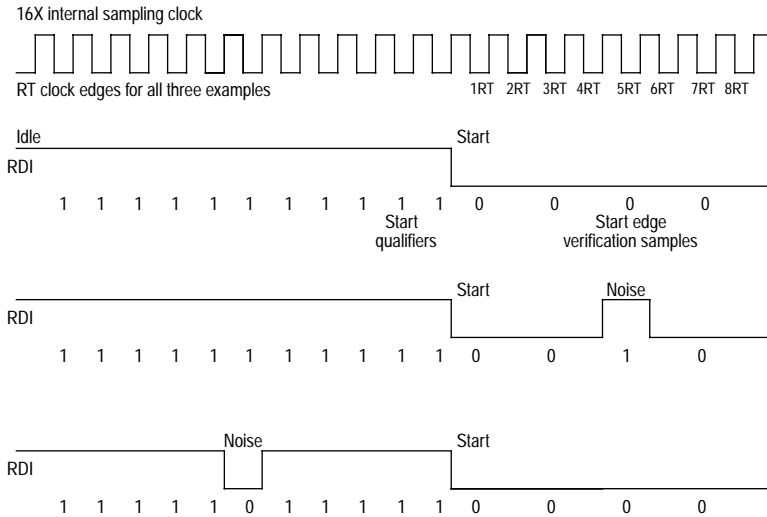 16X internal sampling clock
RT clock edges for all three examples
1RT 2RT 3RT 4RT 5RT 6RT 7RT 8RT
Idle
Start
RDI
1 1 1 1 1 1 1 1 1 1 1 0 0 0 0
Start
qualifiers
Start edge
verification samples
Start
Noise
RDI
1 1 1 1 1 1 1 1 1 1 1 0 0 1 0
Noise
Start
RDI
1 1 1 1 1 0 1 1 1 1 1 0 0 0 0